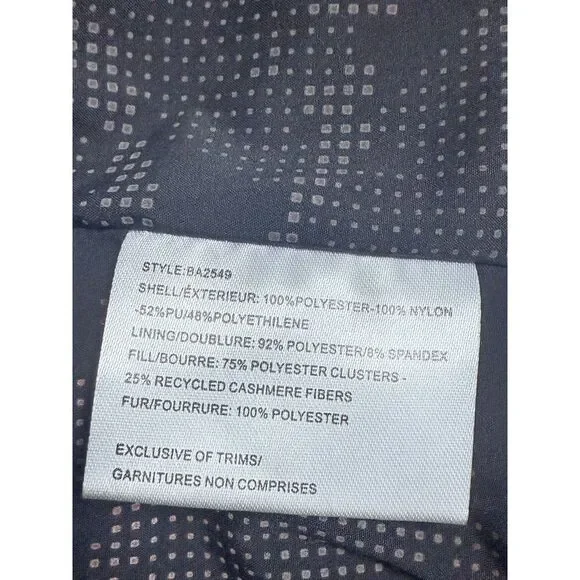 STYLE:BA2549
SHELL/ÉXTERIEUR: 100%POLYESTER-100% NYLON
-52%PU/48%POLYETHILENE
LINING/DOUBLURE: 92% POLYESTER/8% SPANDEX
FILL/BOURRE: 75% POLYESTER CLUSTERS -
25% RECYCLED CASHMERE FIBERS
FUR/FOURRURE: 100% POLYESTER
EXCLUSIVE OF TRIMS/
GARNITURES NON COMPRISES